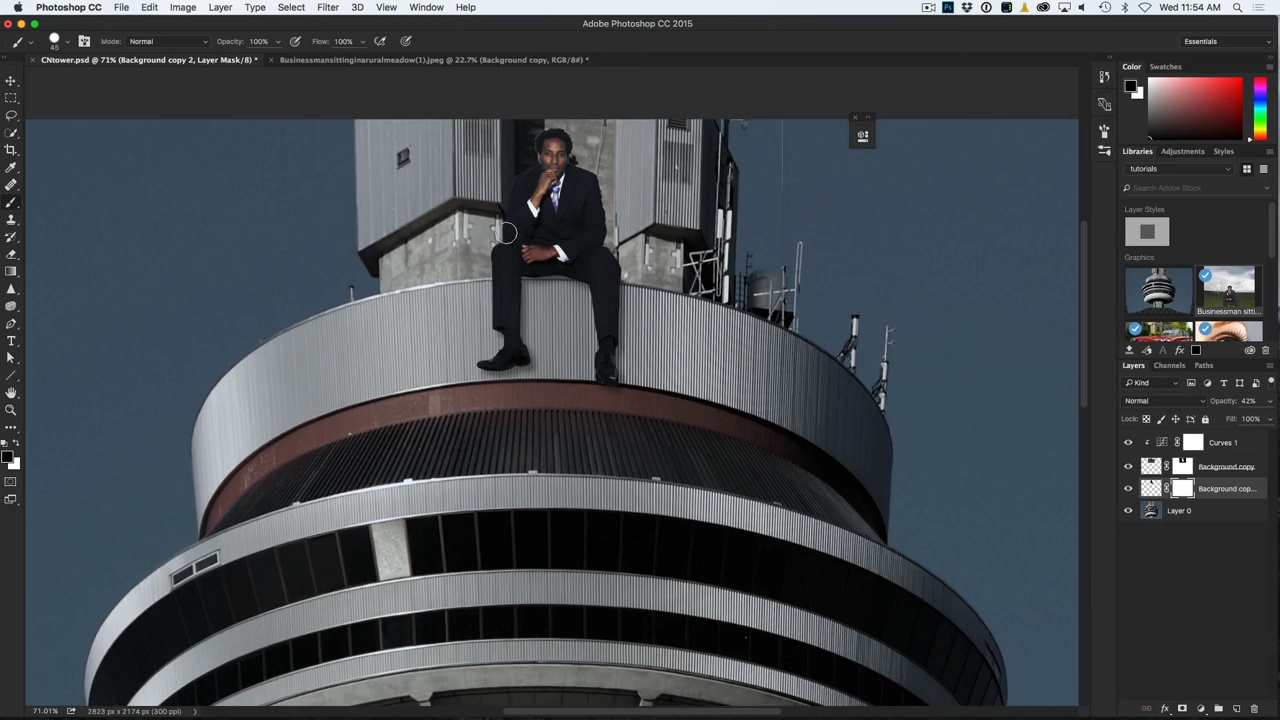 Photoshop CC File Edit Image Layer Type Select Filter 3D View Window Help Wed 11:54 AM
Adobe Photoshop CC 2015
45 Mode: Normal Opacity: 100% Flow: 100% Essentials
CNtower.psd @ 71% (Background copy 2, Layer Mask/8) * Businessmansittinginaruralmeadow(1).jpeg @ 22.7% (Background copy, RGB/8#) *
Color Swatches
Libraries Adjustments Styles
tutorials
Search Adobe Stock
Layer Styles
Graphics
Businessman sitti...
Layers Channels Paths
Kind
Normal Opacity: 42%
Lock: Fill: 100%
Curves 1
Background copy
Background cop...
Layer 0
71.01% 2823 px x 2174 px (300 ppi)